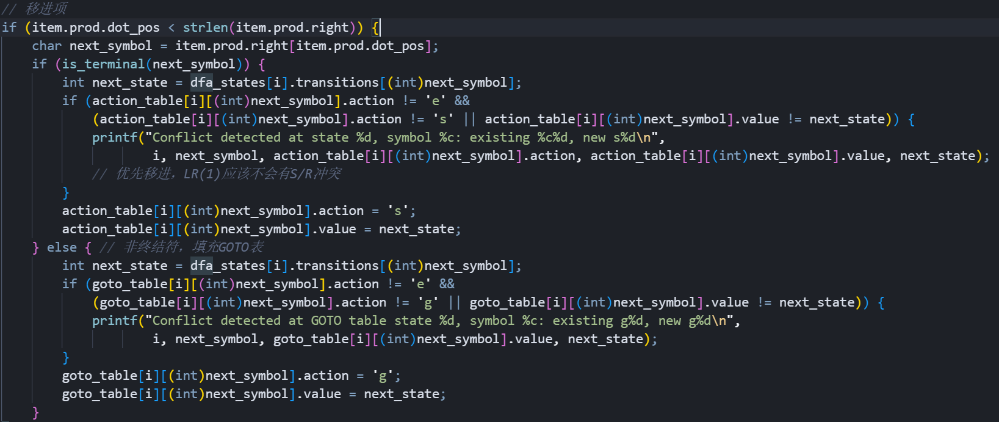 // 移进项
if (item.prod.dot_pos < strlen(item.prod.right)) {
    char next_symbol = item.prod.right[item.prod.dot_pos];
    if (is_terminal(next_symbol)) {
        int next_state = dfa_states[i].transitions[(int)next_symbol];
        if (action_table[i][(int)next_symbol].action != 'e' &&
            (action_table[i][(int)next_symbol].action != 's' || action_table[i][(int)next_symbol].value != next_state)) {
            printf("Conflict detected at state %d, symbol %c: existing %c%d, new s%d\n",
                    i, next_symbol, action_table[i][(int)next_symbol].action, action_table[i][(int)next_symbol].value, next_state);
            // 优先移进，LR(1)应该不会有S/R冲突
        }
        action_table[i][(int)next_symbol].action = 's';
        action_table[i][(int)next_symbol].value = next_state;
    } else { // 非终结符，填充GOTO表
        int next_state = dfa_states[i].transitions[(int)next_symbol];
        if (goto_table[i][(int)next_symbol].action != 'e' &&
            (goto_table[i][(int)next_symbol].action != 'g' || goto_table[i][(int)next_symbol].value != next_state)) {
            printf("Conflict detected at GOTO table state %d, symbol %c: existing g%d, new g%d\n",
                    i, next_symbol, goto_table[i][(int)next_symbol].value, next_state);
        }
        goto_table[i][(int)next_symbol].action = 'g';
        goto_table[i][(int)next_symbol].value = next_state;
    }